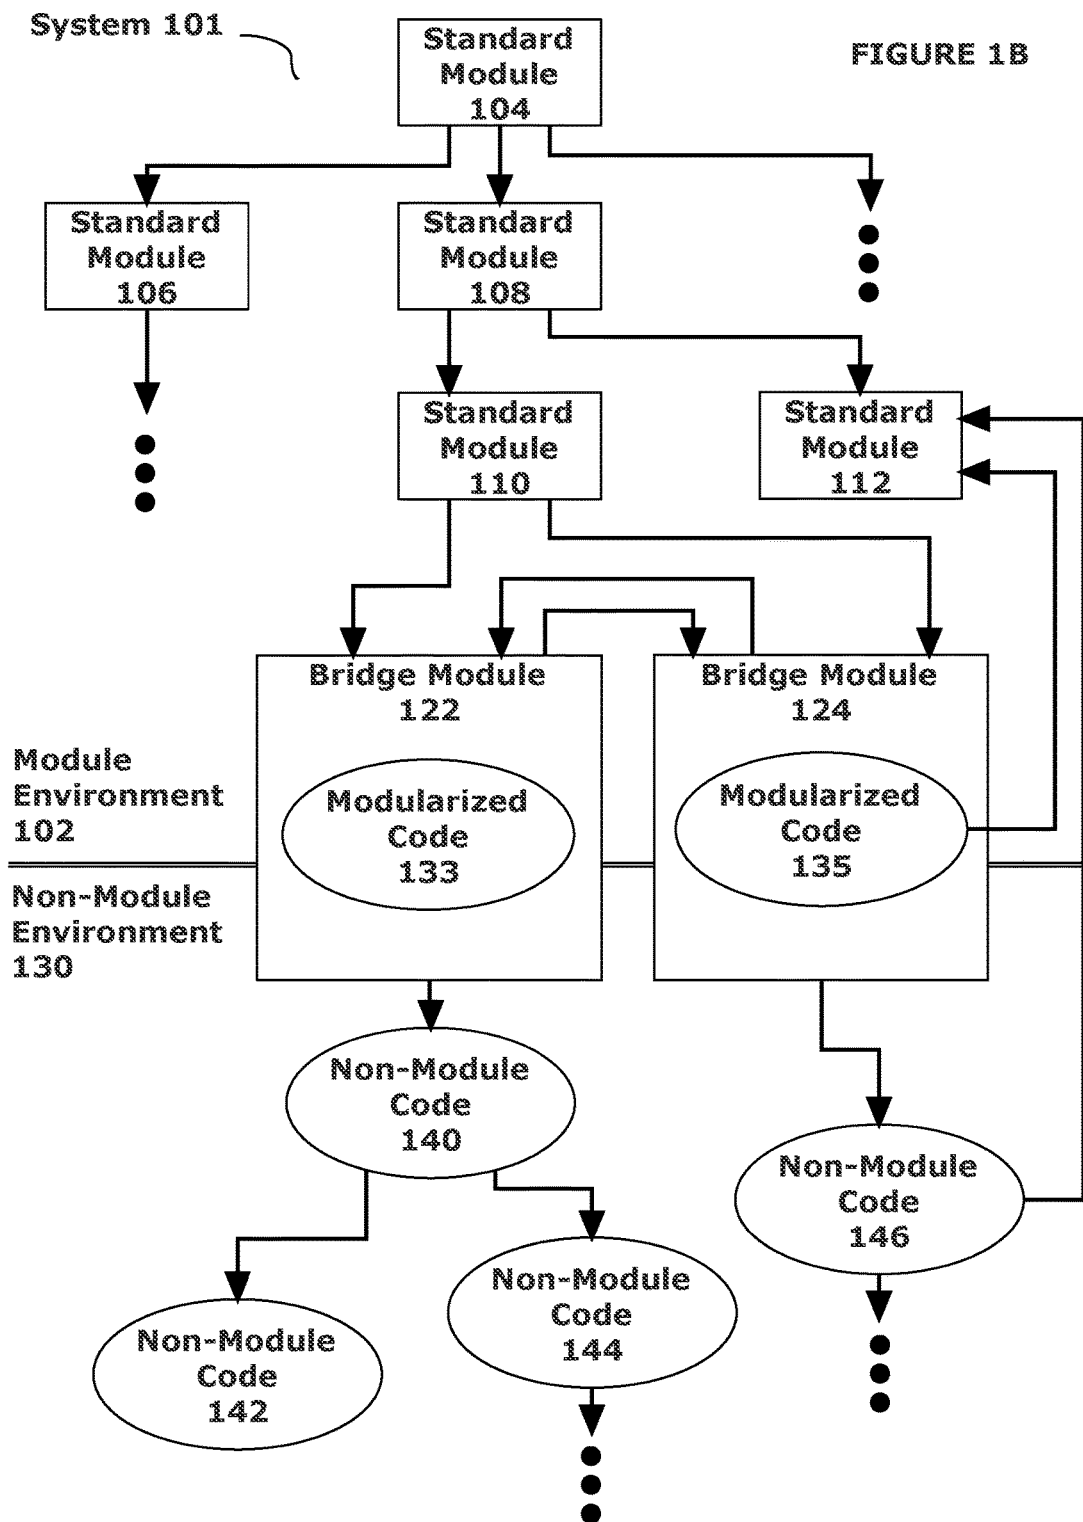 System 101
FIGURE 1B
Standard
Module
104
Standard
Module
106
Standard
Module
108
Standard
Module
110
Standard
Module
112
Bridge Module
122
Bridge Module
124
Modularized
Code
133
Modularized
Code
135
Module
Environment
102
Non-Module
Environment
130
Non-Module
Code
140
Non-Module
Code
146
Non-Module
Code
144
Non-Module
Code
142